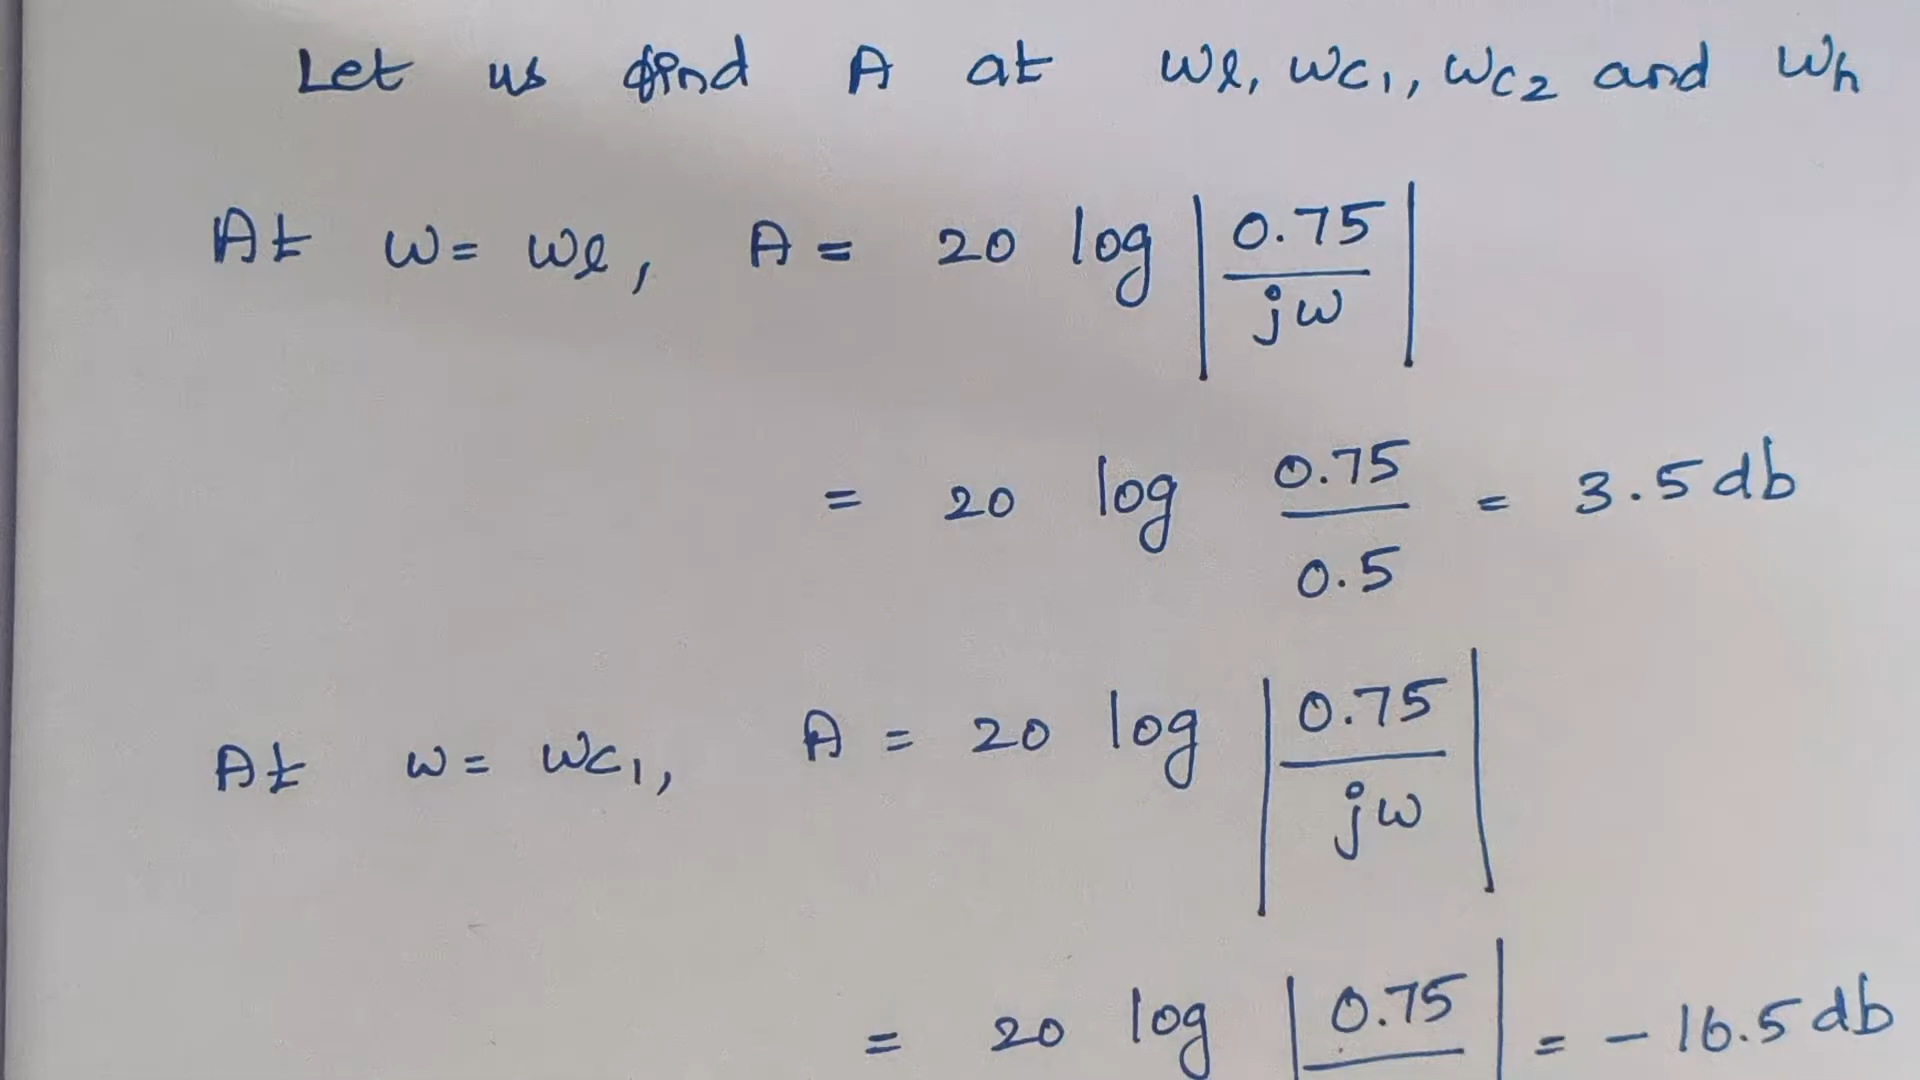 Let us find A at ωl, ωc1, ωc2 and ωh
At ω = ωl, A = 20 log |0.75/jω|
= 20 log 0.75/0.5 = 3.5 db
At ω = ωc1, A = 20 log |0.75/jω|
= 20 log |0.75 | = - 16.5 db